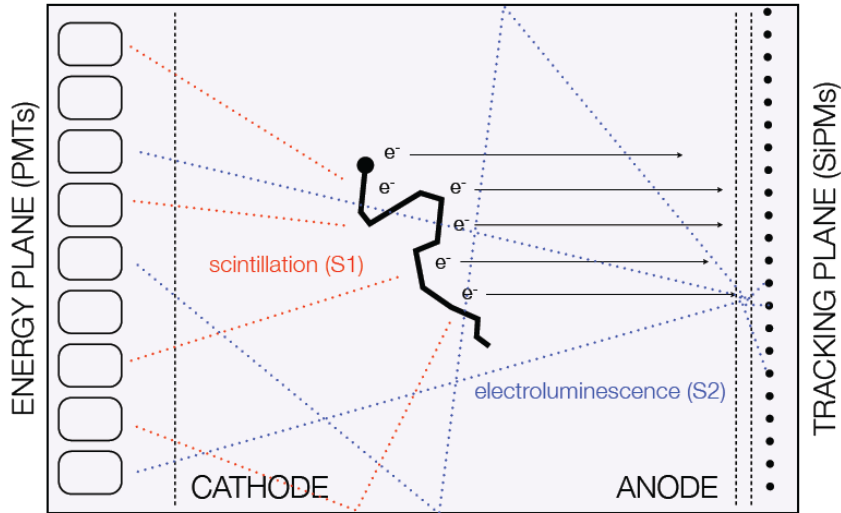 ENERGY PLANE (PMTs)
e-
e-
e-
e-
scintillation (S1)
e-
e-
electroluminescence (S2)
CATHODE
ANODE
TRACKING PLANE (SiPMs)